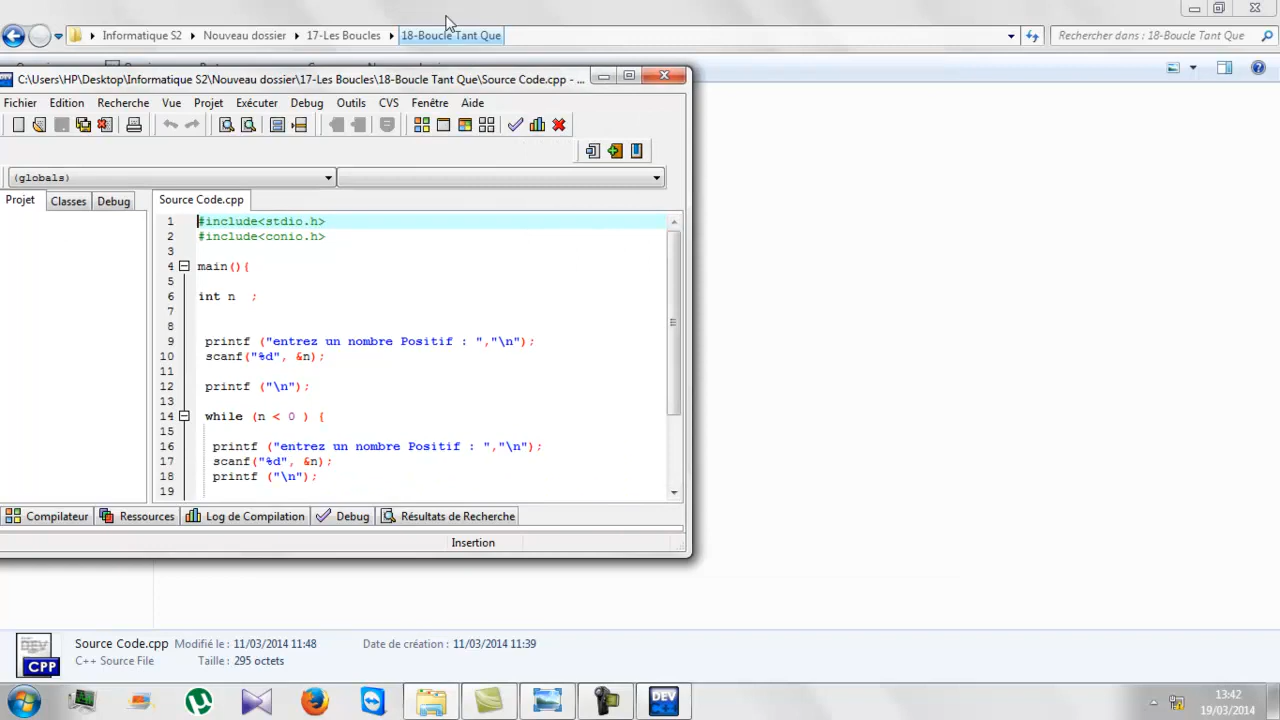 Informatique S2 Nouveau dossier 17-Les Boucles 18-Boucle Tant Que Rechercher dans : 18-Boucle Tant Que
C:\Users\HP\Desktop\Informatique S2\Nouveau dossier\17-Les Boucles\18-Boucle Tant Que\Source Code.cpp - ...
Fichier Edition Recherche Vue Projet Exécuter Debug Outils CVS Fenêtre Aide
(globals)
Projet Classes Debug Source Code.cpp
1 #include<stdio.h>
2 #include<conio.h>
3
4 main(){
5
6 int n ;
7
8
9 printf ("entrez un nombre Positif : ","\n");
10 scanf("%d", &n);
11
12 printf ("\n");
13
14 while (n < 0 ) {
15
16 printf ("entrez un nombre Positif : ","\n");
17 scanf("%d", &n);
18 printf ("\n");
19
Compilateur Ressources Log de Compilation Debug Résultats de Recherche
Insertion
Source Code.cpp Modifié le : 11/03/2014 11:48 Date de création : 11/03/2014 11:39
C++ Source File Taille : 295 octets
DEV CPP
DEV C++
13:42
19/03/2014